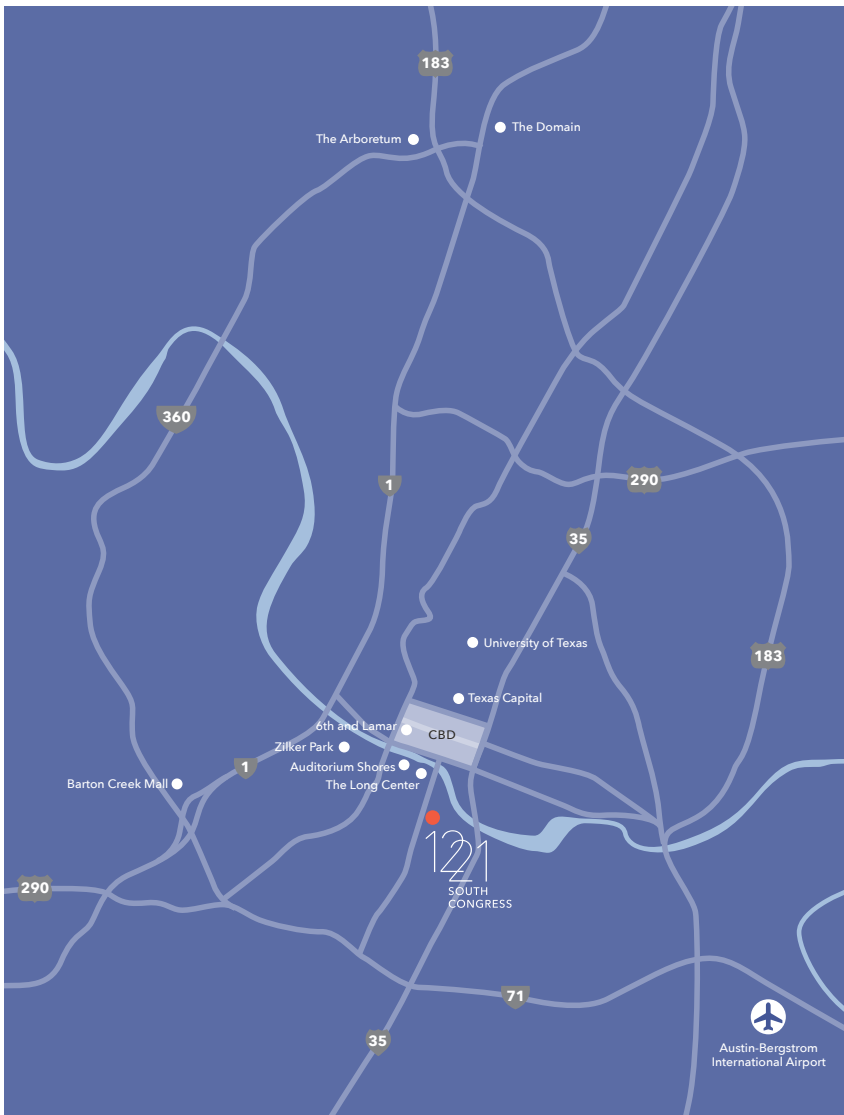 183
The Domain
The Arboretum
360
1
290
35
University of Texas
183
Texas Capital
6th and Lamar
CBD
Zilker Park
Auditorium Shores
1
Barton Creek Mall
The Long Center
1221
SOUTH
CONGRESS
290
71
35
Austin-Bergstrom
International Airport